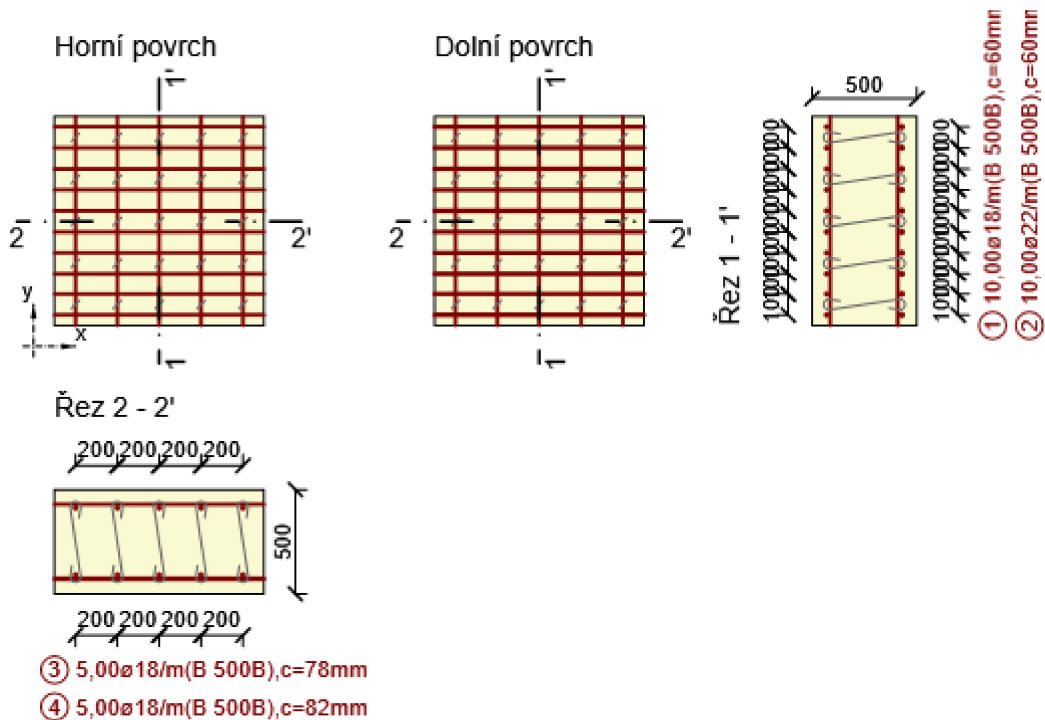 Horní povrch
Dolní povrch
1'
1'
500
2
2'
2
2'
y
x
1
1
Řez 1 - 1'
① 10,00ø18/m(B 500B),c=60mm
② 10,00ø22/m(B 500B),c=60mm
Řez 2 - 2'
200 200 200 200
500
200 200 200 200
③ 5,00ø18/m(B 500B),c=78mm
④ 5,00ø18/m(B 500B),c=82mm